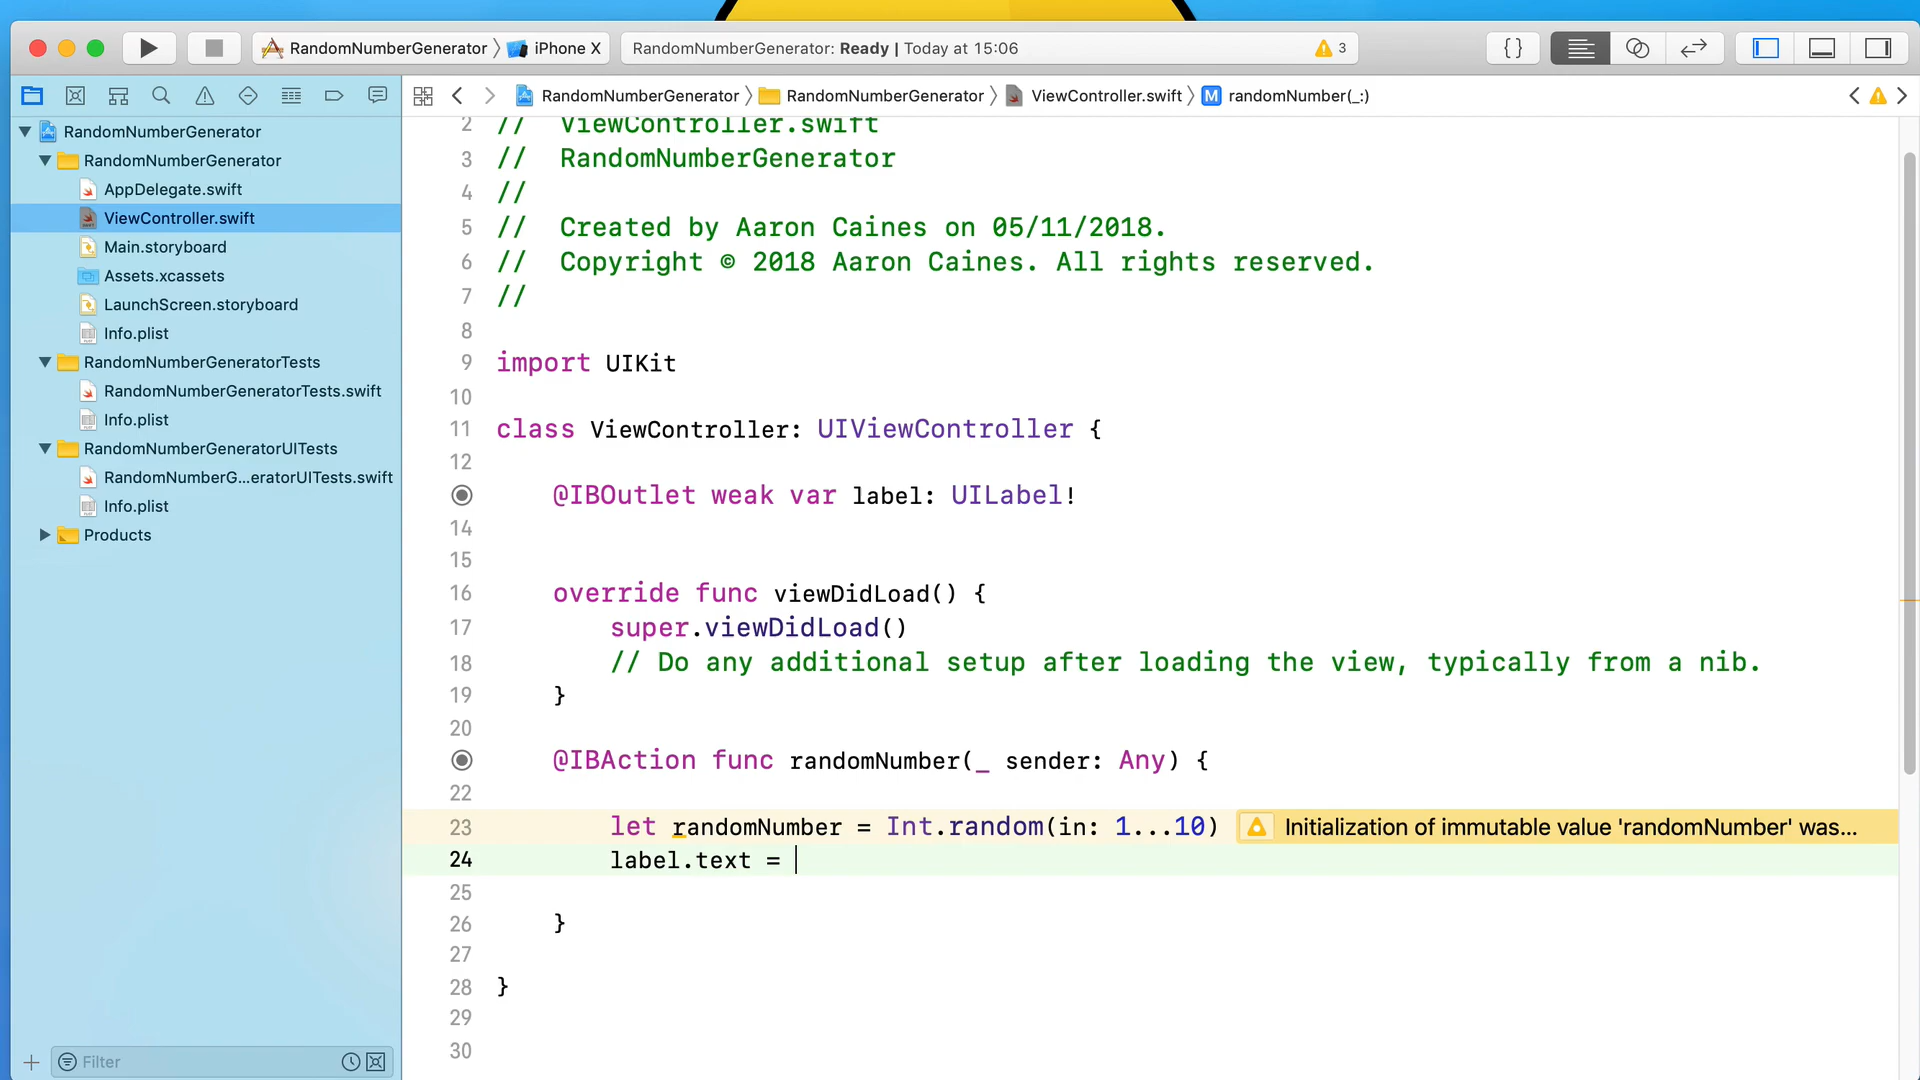 RandomNumberGenerator
iPhone X
RandomNumberGenerator: Ready | Today at 15:06
3
{ }
RandomNumberGenerator
RandomNumberGenerator
ViewController.swift
M
randomNumber(_:)
RandomNumberGenerator
RandomNumberGenerator
AppDelegate.swift
ViewController.swift
Main.storyboard
Assets.xcassets
LaunchScreen.storyboard
Info.plist
RandomNumberGeneratorTests
RandomNumberGeneratorTests.swift
Info.plist
RandomNumberGeneratorUITests
RandomNumberG...eratorUITests.swift
Info.plist
Products
Filter
2 //  ViewController.swift
3 //  RandomNumberGenerator
4 //
5 //  Created by Aaron Caines on 05/11/2018.
6 //  Copyright © 2018 Aaron Caines. All rights reserved.
7 //
8
9 import UIKit
10
11 class ViewController: UIViewController {
12
@IBOutlet weak var label: UILabel!
14
15
16 override func viewDidLoad() {
17 super.viewDidLoad()
18 // Do any additional setup after loading the view, typically from a nib.
19 }
20
@IBAction func randomNumber(_ sender: Any) {
22
23 let randomNumber = Int.random(in: 1...10) Initialization of immutable value 'randomNumber' was...
24 label.text =
25
26 }
27
28 }
29
30